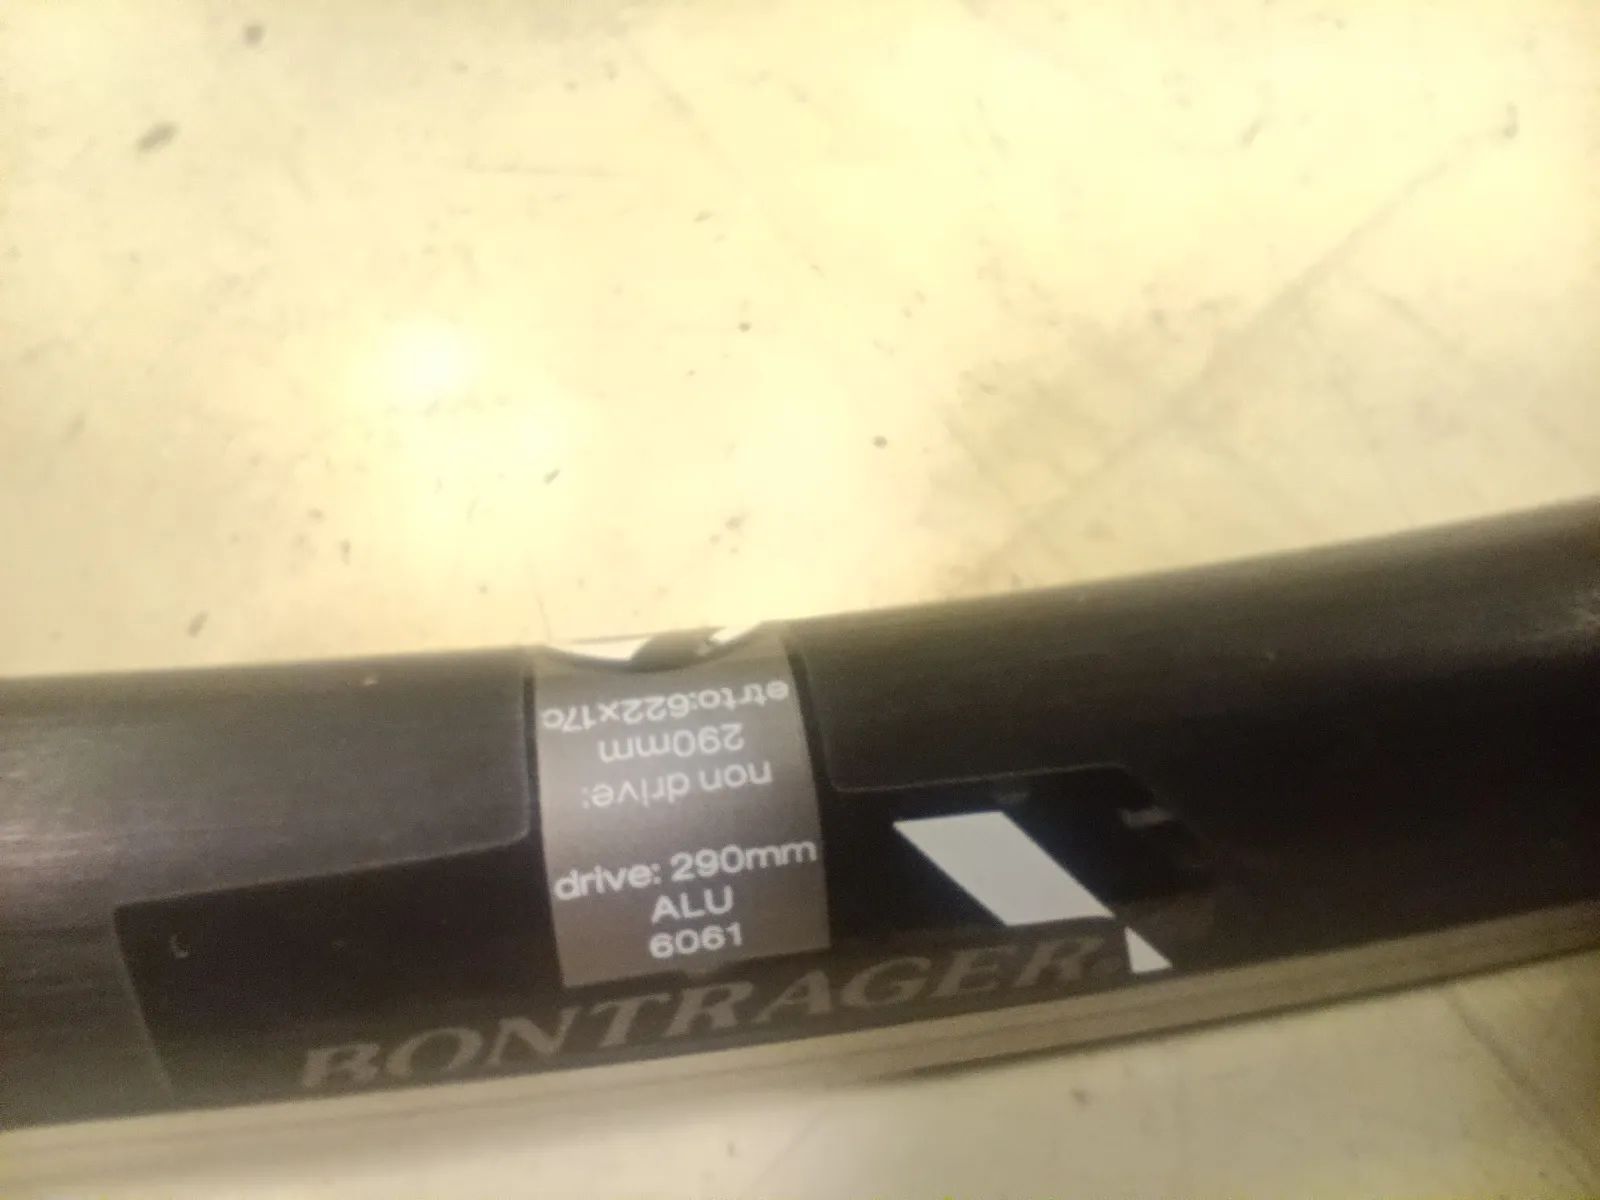 etrto:622x17c
290mm
non drive:
drive: 290mm
ALU
6061
BONTRAGER